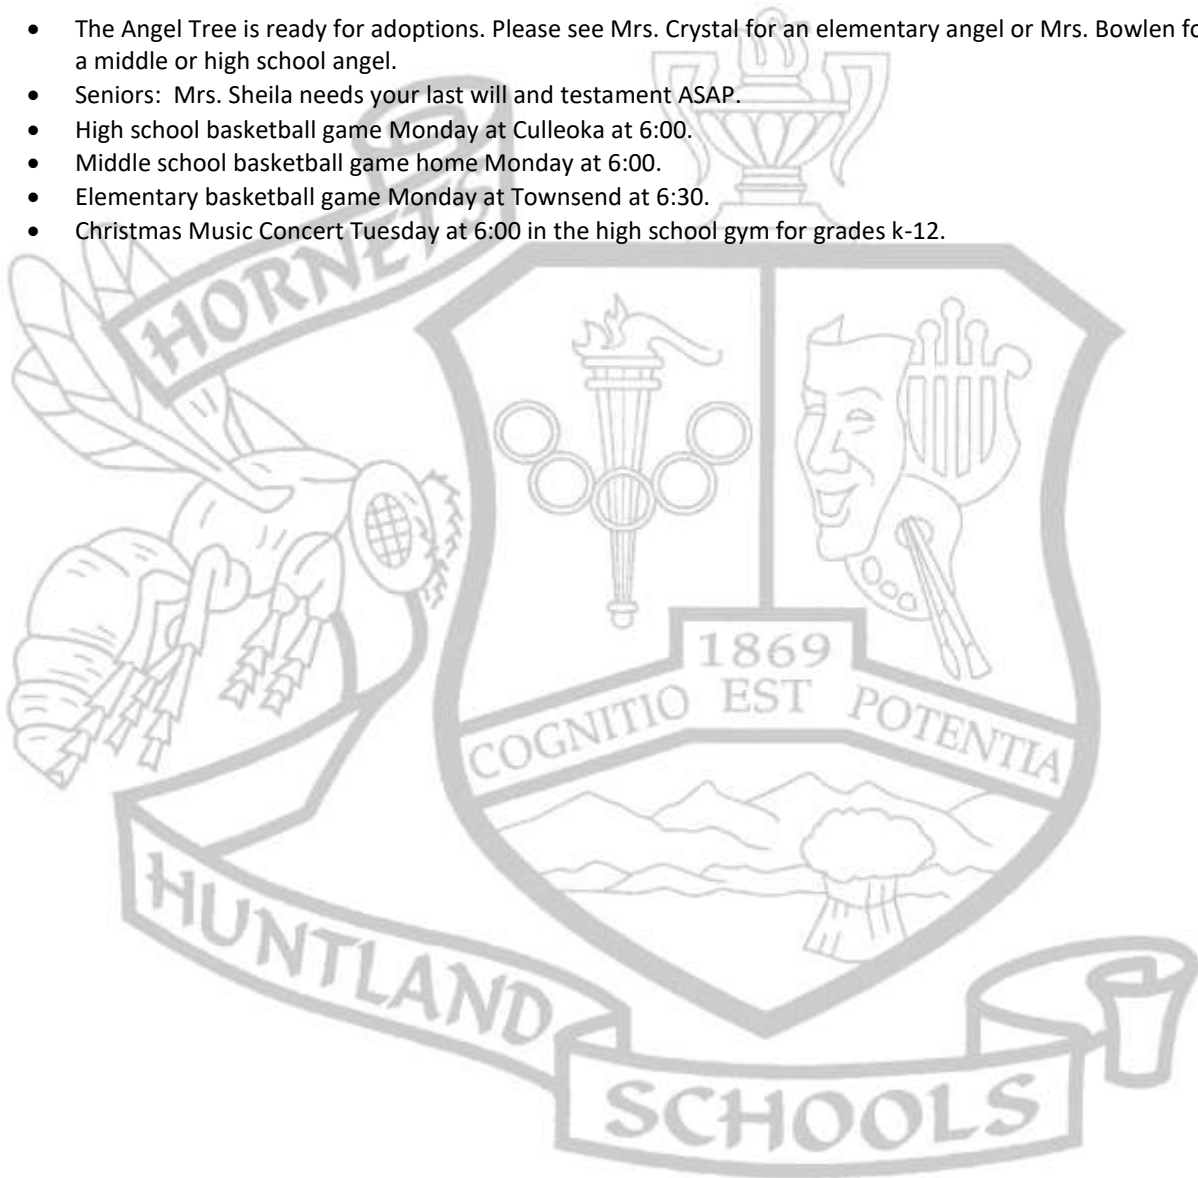 • The Angel Tree is ready for adoptions. Please see Mrs. Crystal for an elementary angel or Mrs. Bowlen fo
a middle or high school angel.
• Seniors:  Mrs. Sheila needs your last will and testament ASAP.
• High school basketball game Monday at Culleoka at 6:00.
• Middle school basketball game home Monday at 6:00.
• Elementary basketball game Monday at Townsend at 6:30.
• Christmas Music Concert Tuesday at 6:00 in the high school gym for grades k-12.
HORNETS
1869
COGNITIO EST POTENTIA
HUNTLAND
SCHOOLS